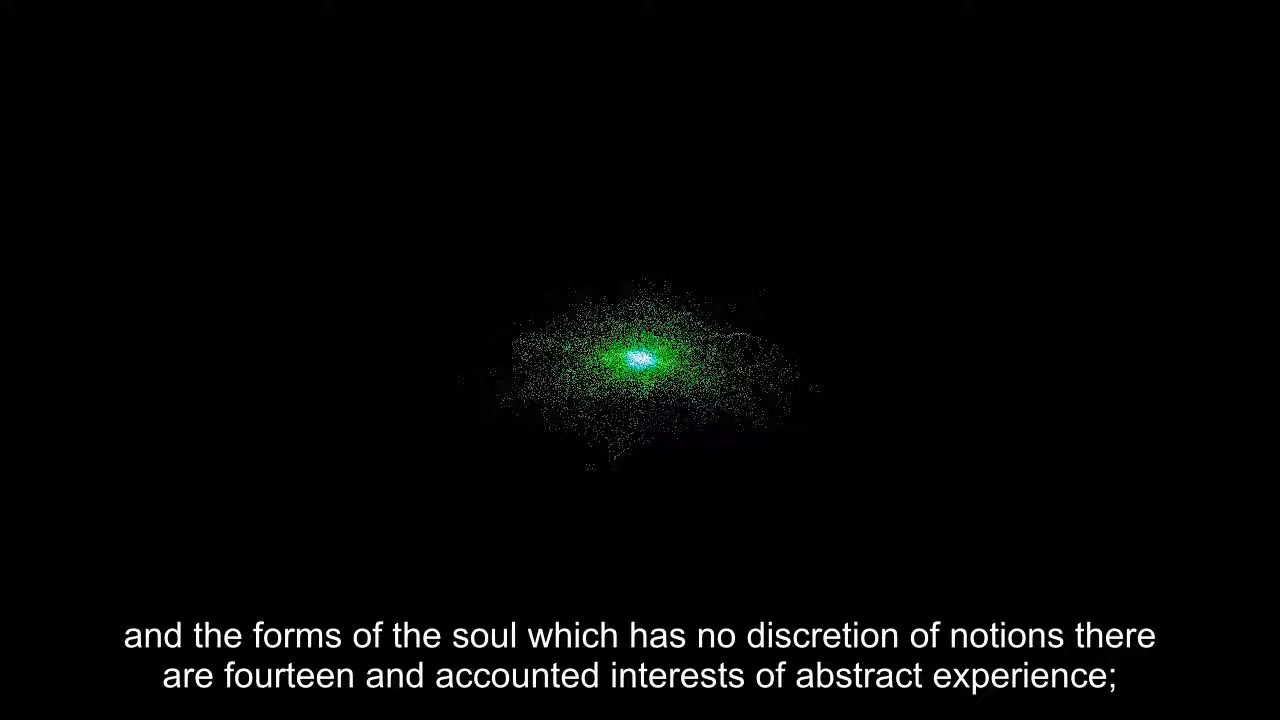 and the forms of the soul which has no discretion of notions there
are fourteen and accounted interests of abstract experience;